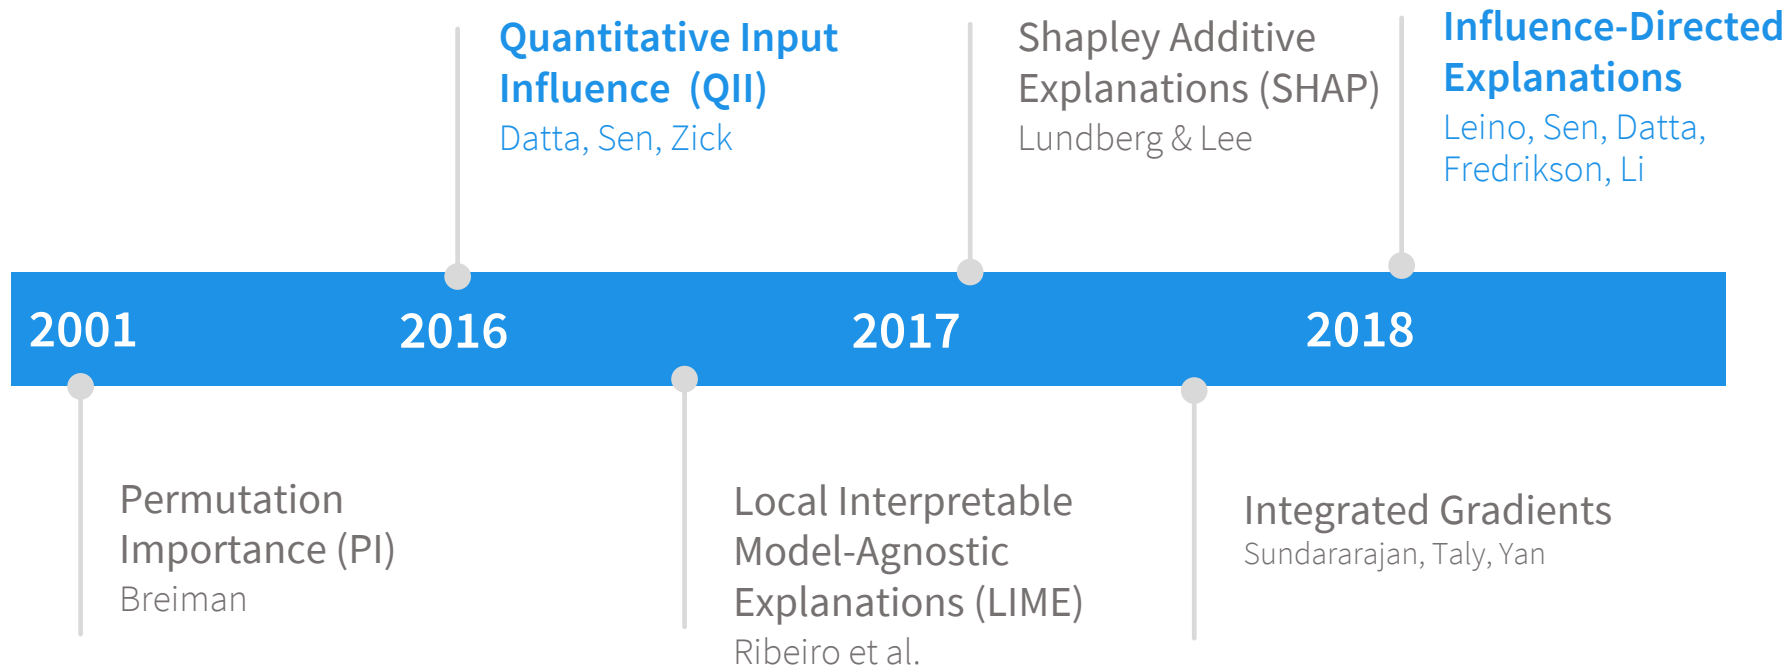 Quantitative Input
Influence (QII)
Datta, Sen, Zick
Shapley Additive
Explanations (SHAP)
Lundberg & Lee
Influence-Directed
Explanations
Leino, Sen, Datta,
Fredrikson, Li
2001
2016
2017
2018
Permutation
Importance (PI)
Breiman
Local Interpretable
Model-Agnostic
Explanations (LIME)
Ribeiro et al.
Integrated Gradients
Sundararajan, Taly, Yan